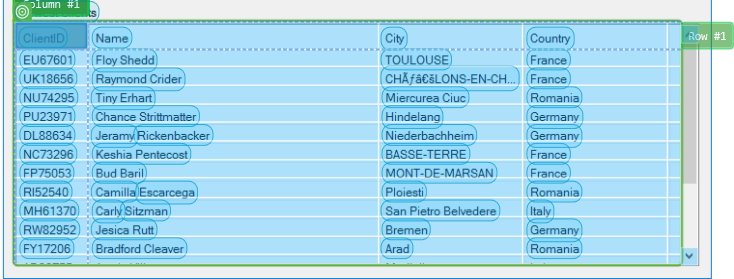 Column #1
Row #1
ClientID Name City Country
EU67601 Floy Shedd TOULOUSE France
UK18656 Raymond Crider CHÃƒâ€šLONS-EN-CH... France
NU74295 Tiny Erhart Miercurea Ciuc Romania
PU23971 Chance Strittmatter Hindelang Germany
DL88634 Jeramy Rickenbacker Niederbachheim Germany
NC73296 Keshia Pentecost BASSE-TERRE France
FP75053 Bud Baril MONT-DE-MARSAN France
RI52540 Camilla Escarcega Ploiesti Romania
MH61370 Carly Sitzman San Pietro Belvedere Italy
RW82952 Jesica Rutt Bremen Germany
FY17206 Bradford Cleaver Arad Romania